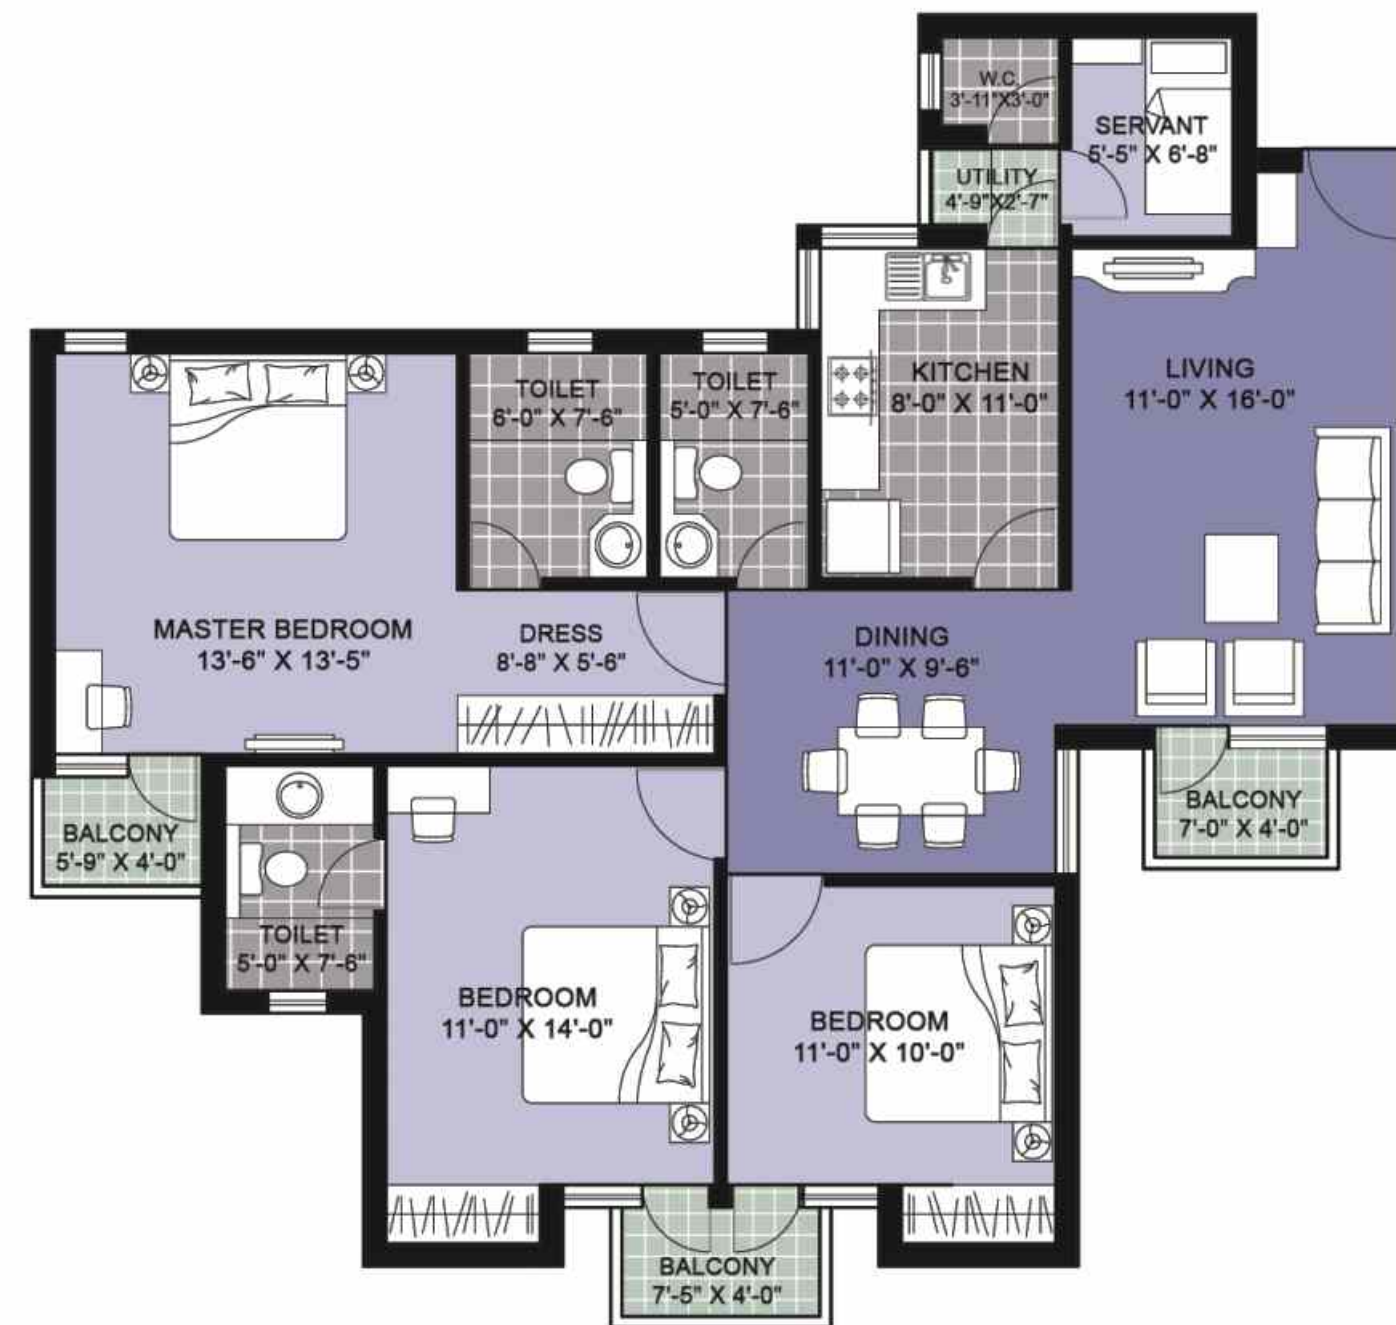 W.C.
3'-11"X3'-0"
SERVANT
5'-5" X 6'-8"
UTILITY
4'-9"X2'-7"
TOILET
6'-0" X 7'-6"
TOILET
5'-0" X 7'-6"
KITCHEN
8'-0" X 11'-0"
LIVING
11'-0" X 16'-0"
MASTER BEDROOM
13'-6" X 13'-5"
DRESS
8'-8" X 5'-6"
DINING
11'-0" X 9'-6"
BALCONY
5'-9" X 4'-0"
BALCONY
7'-0" X 4'-0"
TOILET
5'-0" X 7'-6"
BEDROOM
11'-0" X 14'-0"
BEDROOM
11'-0" X 10'-0"
BALCONY
7'-5" X 4'-0"